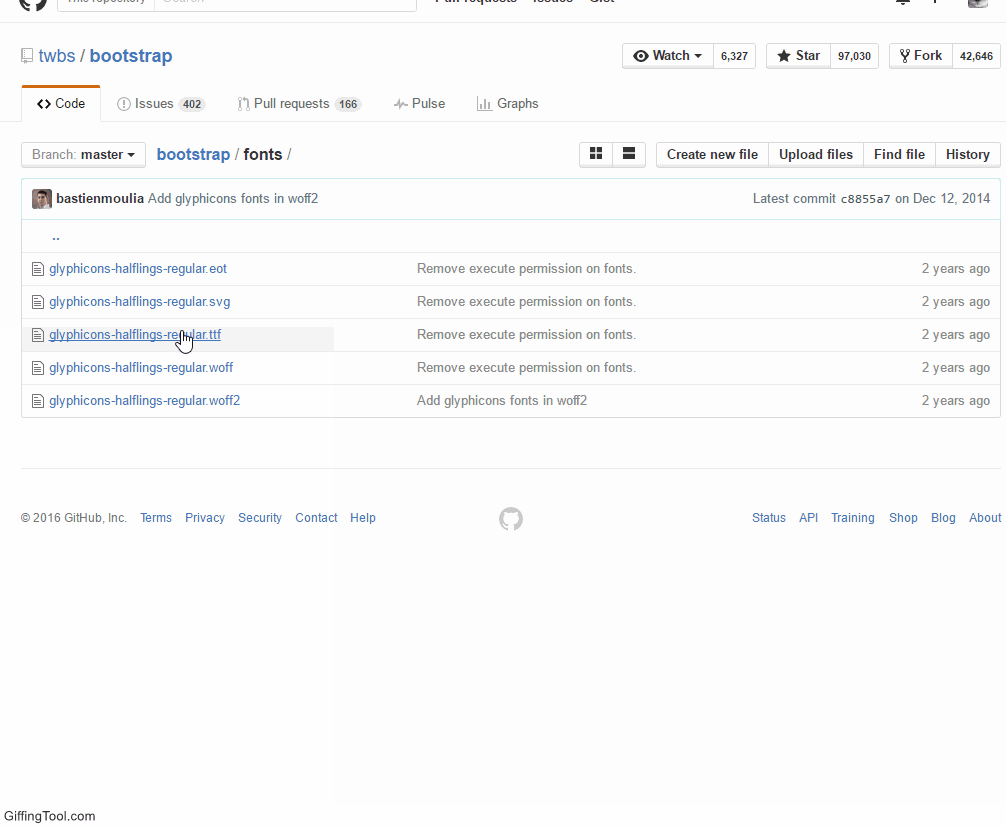 This repository Search Pull requests Issues Gist
twbs / bootstrap Watch 6,327 Star 97,030 Fork 42,646
Code Issues 402 Pull requests 166 Pulse Graphs
Branch: master bootstrap / fonts / Create new file Upload files Find file History
bastienmoulia Add glyphicons fonts in woff2 Latest commit c8855a7 on Dec 12, 2014
..
glyphicons-halflings-regular.eot Remove execute permission on fonts. 2 years ago
glyphicons-halflings-regular.svg Remove execute permission on fonts. 2 years ago
glyphicons-halflings-regular.ttf Remove execute permission on fonts. 2 years ago
glyphicons-halflings-regular.woff Remove execute permission on fonts. 2 years ago
glyphicons-halflings-regular.woff2 Add glyphicons fonts in woff2 2 years ago
© 2016 GitHub, Inc. Terms Privacy Security Contact Help Status API Training Shop Blog About
GiffingTool.com